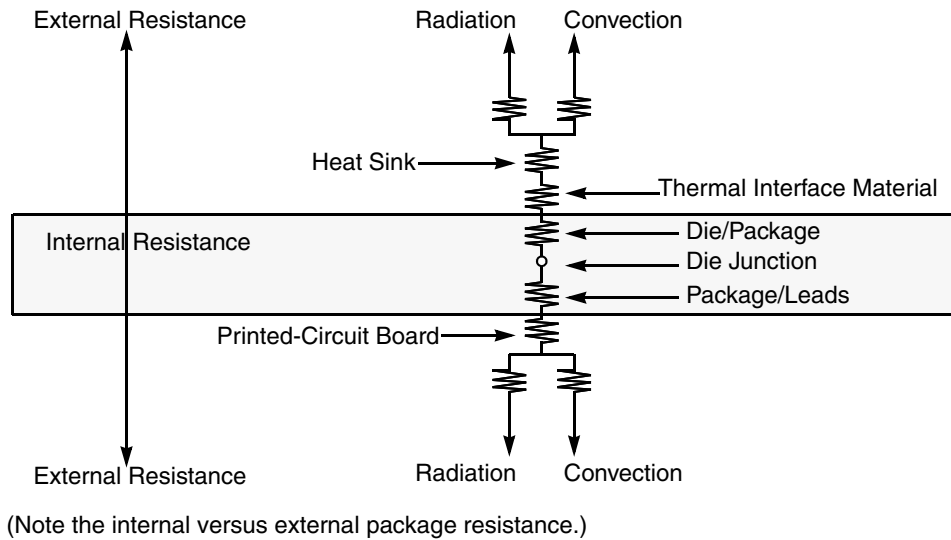 External Resistance
Radiation
Convection
Heat Sink
Thermal Interface Material
Internal Resistance
Die/Package
Die Junction
Package/Leads
Printed-Circuit Board
External Resistance
Radiation
Convection
(Note the internal versus external package resistance.)